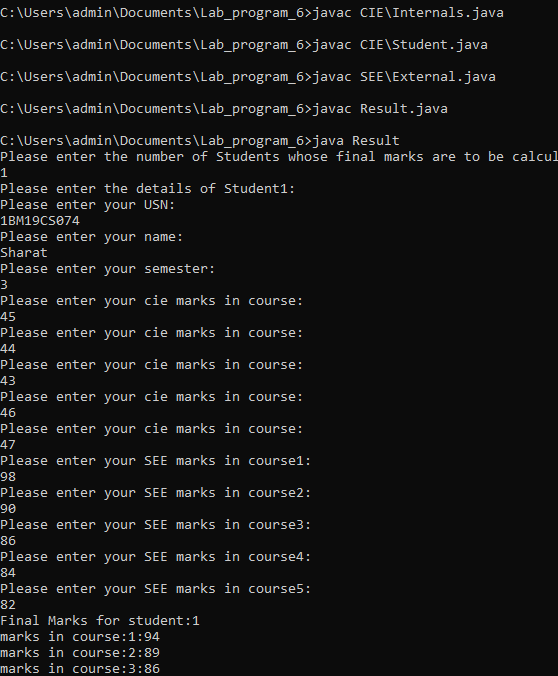 C:\Users\admin\Documents\Lab_program_6>javac CIE\Internals.java
C:\Users\admin\Documents\Lab_program_6>javac CIE\Student.java
C:\Users\admin\Documents\Lab_program_6>javac SEE\External.java
C:\Users\admin\Documents\Lab_program_6>javac Result.java
C:\Users\admin\Documents\Lab_program_6>java Result
Please enter the number of Students whose final marks are to be calcul
1
Please enter the details of Student1:
Please enter your USN:
1BM19CS074
Please enter your name:
Sharat
Please enter your semester:
3
Please enter your cie marks in course:
45
Please enter your cie marks in course:
44
Please enter your cie marks in course:
43
Please enter your cie marks in course:
46
Please enter your cie marks in course:
47
Please enter your SEE marks in course1:
98
Please enter your SEE marks in course2:
90
Please enter your SEE marks in course3:
86
Please enter your SEE marks in course4:
84
Please enter your SEE marks in course5:
82
Final Marks for student:1
marks in course:1:94
marks in course:2:89
marks in course:3:86